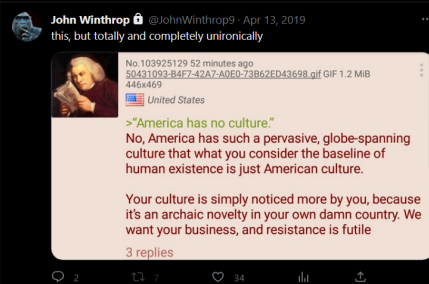 John Winthrop @JohnWinthrop9 · Apr 13, 2019
this, but totally and completely unironically
No.103925129 52 minutes ago
50431093-B4F7-42A7-A0E0-73B62ED43698.gif GIF 1.2 MiB
446x469
United States
>"America has no culture."
No, America has such a pervasive, globe-spanning
culture that what you consider the baseline of
human existence is just American culture.
Your culture is simply noticed more by you, because
it's an archaic novelty in your own damn country. We
want your business, and resistance is futile
3 replies
2 7 34